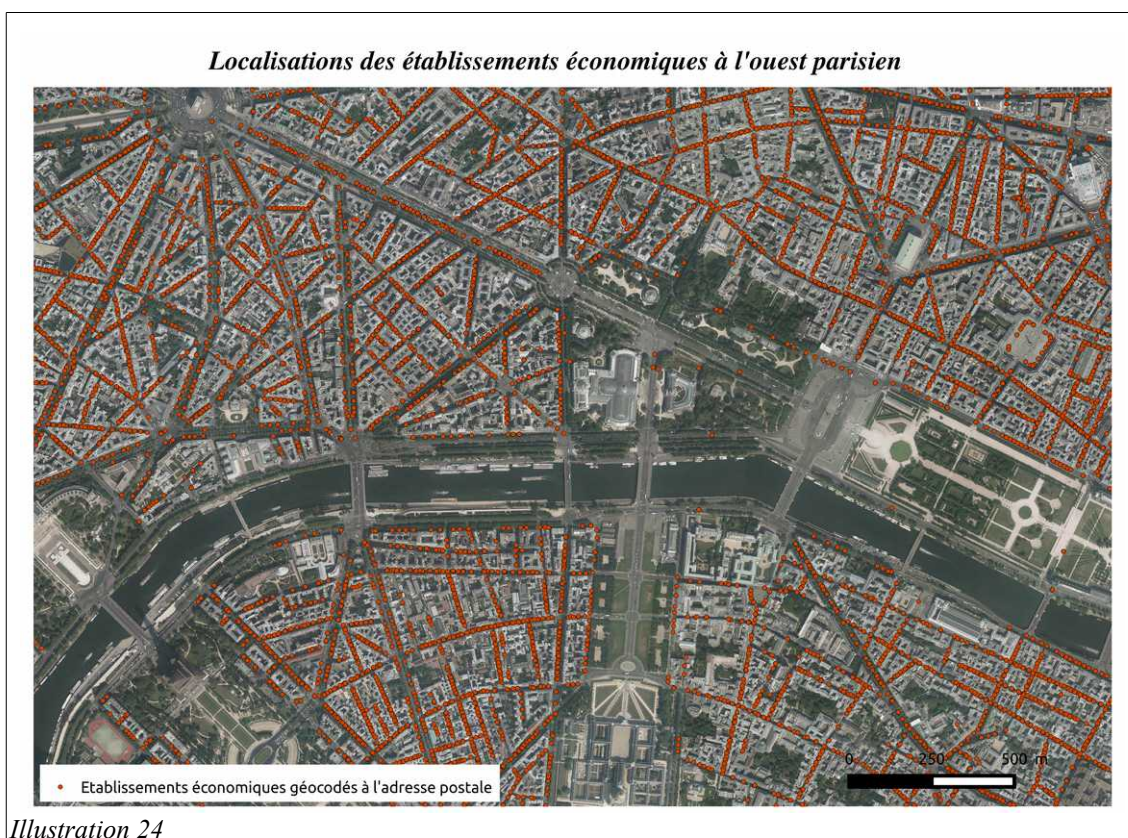 Localisations des établissements économiques à l'ouest parisien
0 250 500 m
Etablissements économiques géocodés à l'adresse postale
Illustration 24